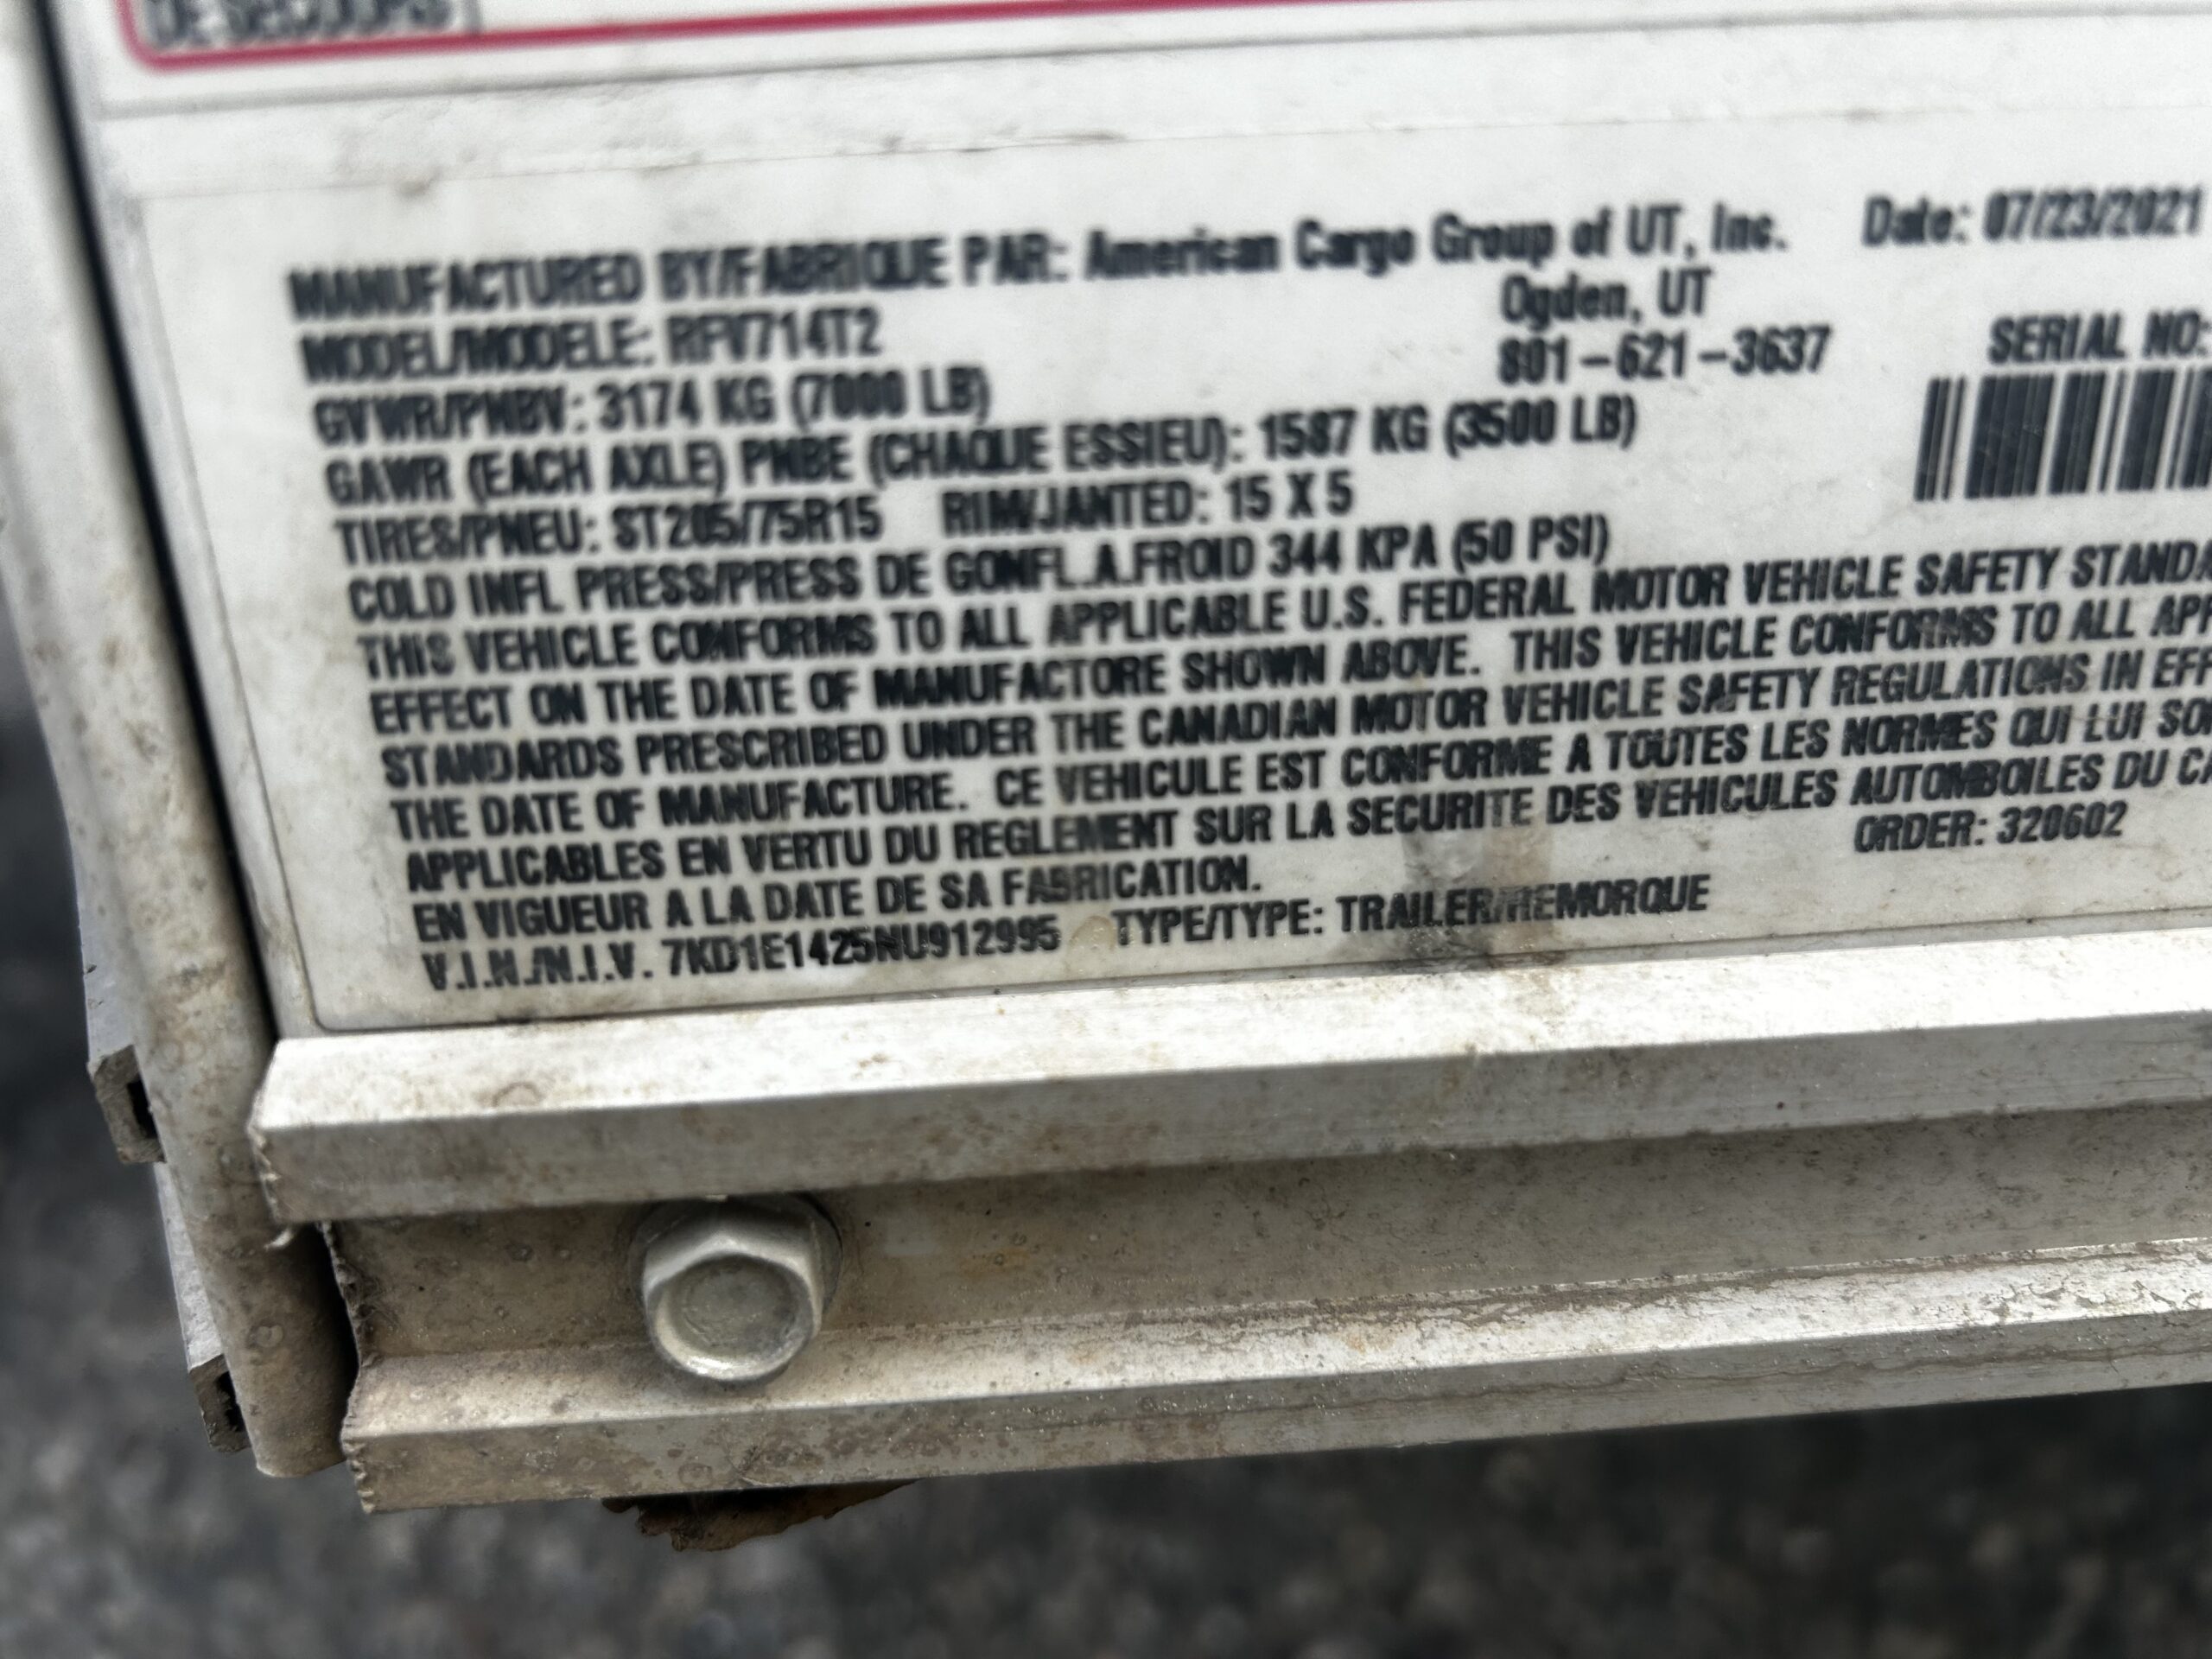 DE SECOURS
MANUFACTURED BY/FABRIQUE PAR: American Cargo Group of UT, Inc. Date: 07/23/2021
Ogden, UT
MODEL/MODELE: RFV714T2
801-621-3637
SERIAL NO:
GVWR/PNBV: 3174 KG (7000 LB)
GAWR (EACH AXLE) PNBE (CHAQUE ESSIEU): 1587 KG (3500 LB)
TIRES/PNEU: ST205/75R15 RIM/JANTED: 15 X 5
COLD INFL PRESS/PRESS DE GONFL.A.FROID 344 KPA (50 PSI)
THIS VEHICLE CONFORMS TO ALL APPLICABLE U.S. FEDERAL MOTOR VEHICLE SAFETY STANDA
EFFECT ON THE DATE OF MANUFACTORE SHOWN ABOVE. THIS VEHICLE CONFORMS TO ALL APP
STANDARDS PRESCRIBED UNDER THE CANADIAN MOTOR VEHICLE SAFETY REGULATIONS IN EFF
THE DATE OF MANUFACTURE. CE VEHICULE EST CONFORME A TOUTES LES NORMES QUI LUI SO
APPLICABLES EN VERTU DU REGLEMENT SUR LA SECURITE DES VEHICULES AUTOMBOILES DU CA
EN VIGUEUR A LA DATE DE SA FABRICATION. ORDER: 320602
V.I.N./N.I.V. 7KD1E1425NU912995 TYPE/TYPE: TRAILER/REMORQUE